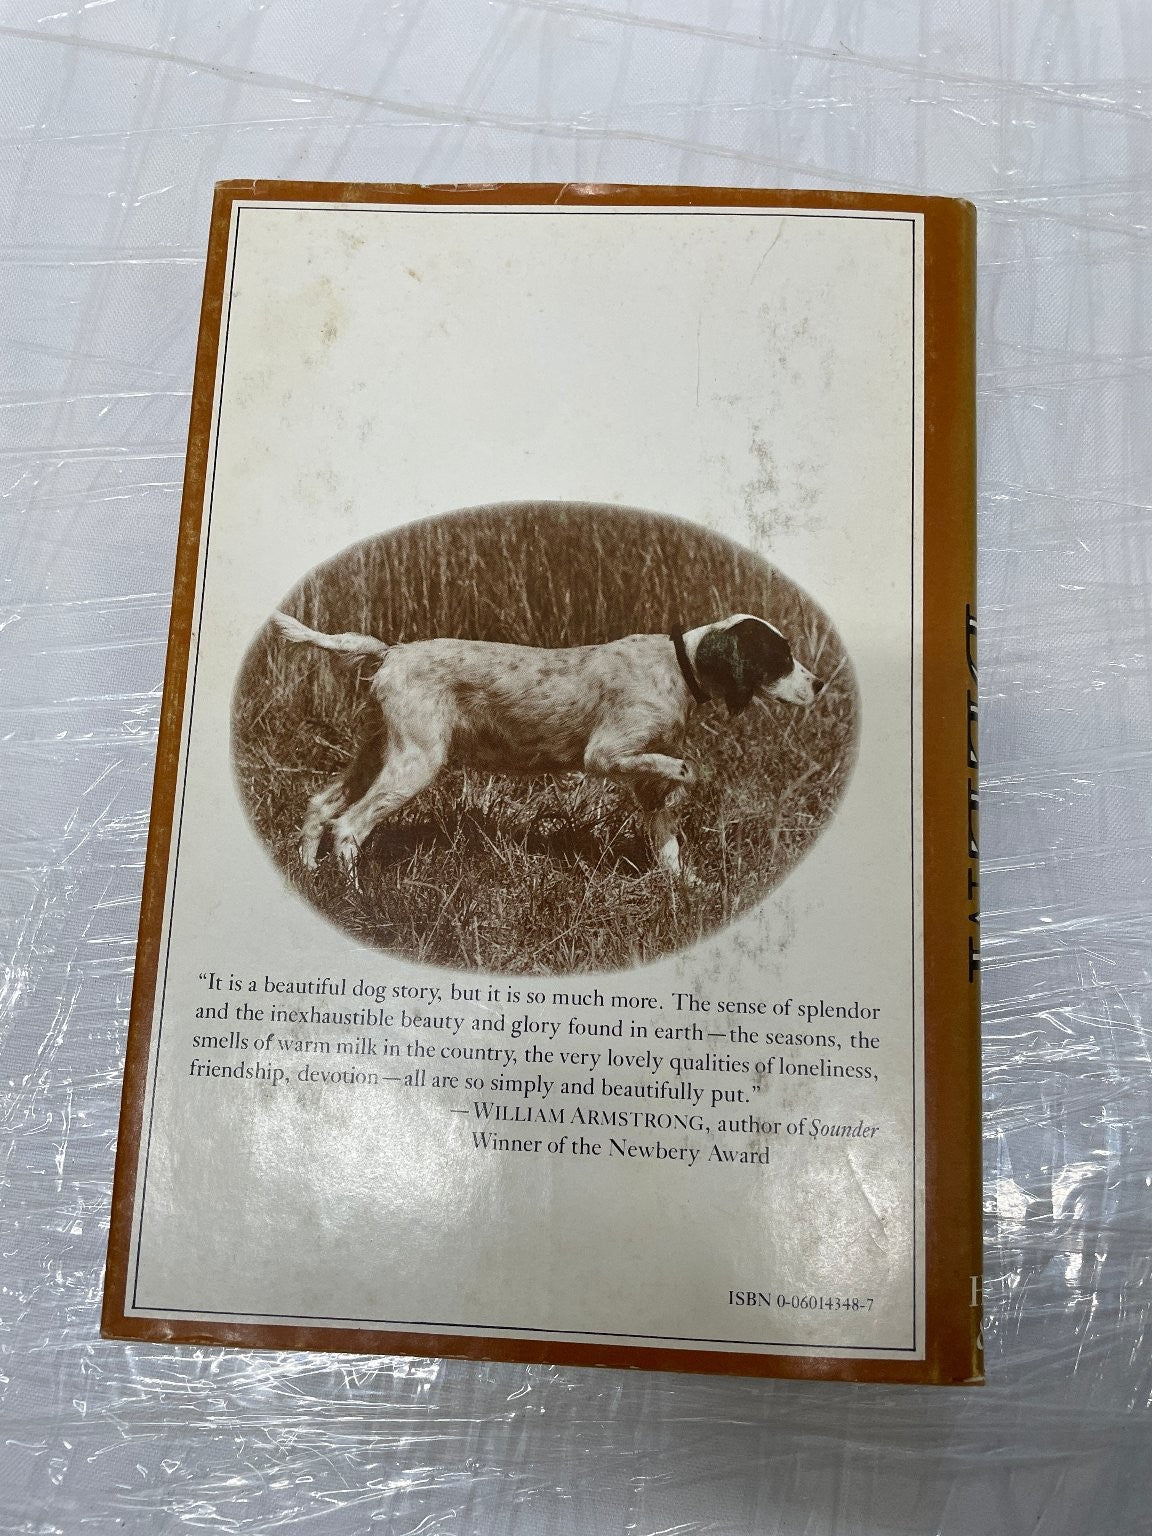 “It is a beautiful dog story, but it is so much more. The sense of splendor
and the inexhaustible beauty and glory found in earth—the seasons, the
smells of warm milk in the country, the very lovely qualities of loneliness,
friendship, devotion—all are so simply and beautifully put.”
—WILLIAM ARMSTRONG, author of Sounder
Winner of the Newbery Award
ISBN 0-06014348-7